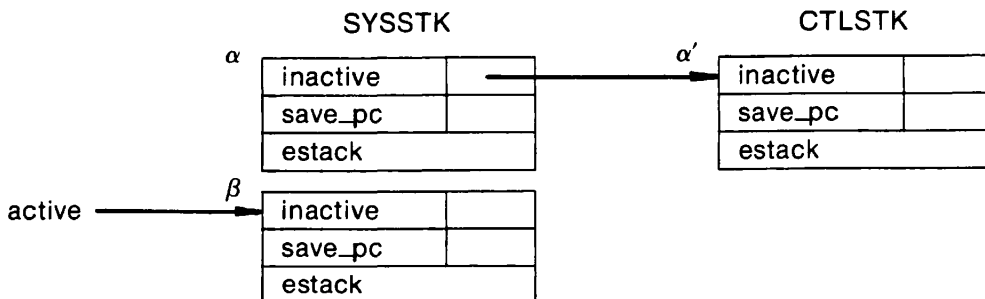 SYSSTK CTLSTK
α α′
inactive inactive
save_pc save_pc
estack estack
β
active inactive
save_pc
estack